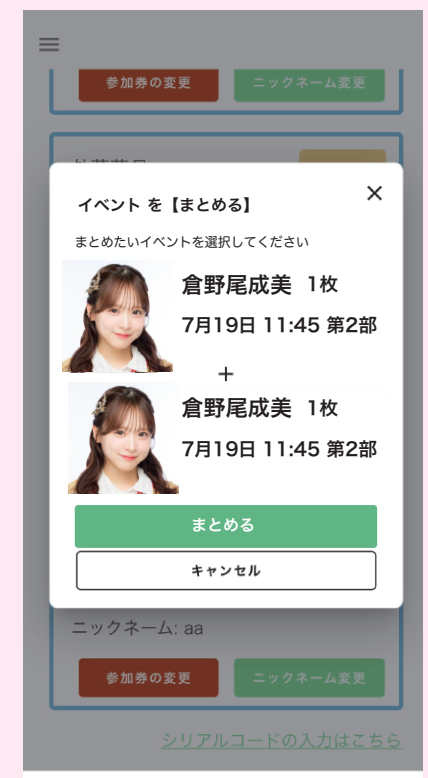 参加券の変更
ニックネーム変更
イベント を【まとめる】
×
まとめたいイベントを選択してください
倉野尾成美 1枚
7月19日 11:45 第2部
+
倉野尾成美 1枚
7月19日 11:45 第2部
まとめる
キャンセル
ニックネーム: aa
参加券の変更
ニックネーム変更
シリアルコードの入力はこちら